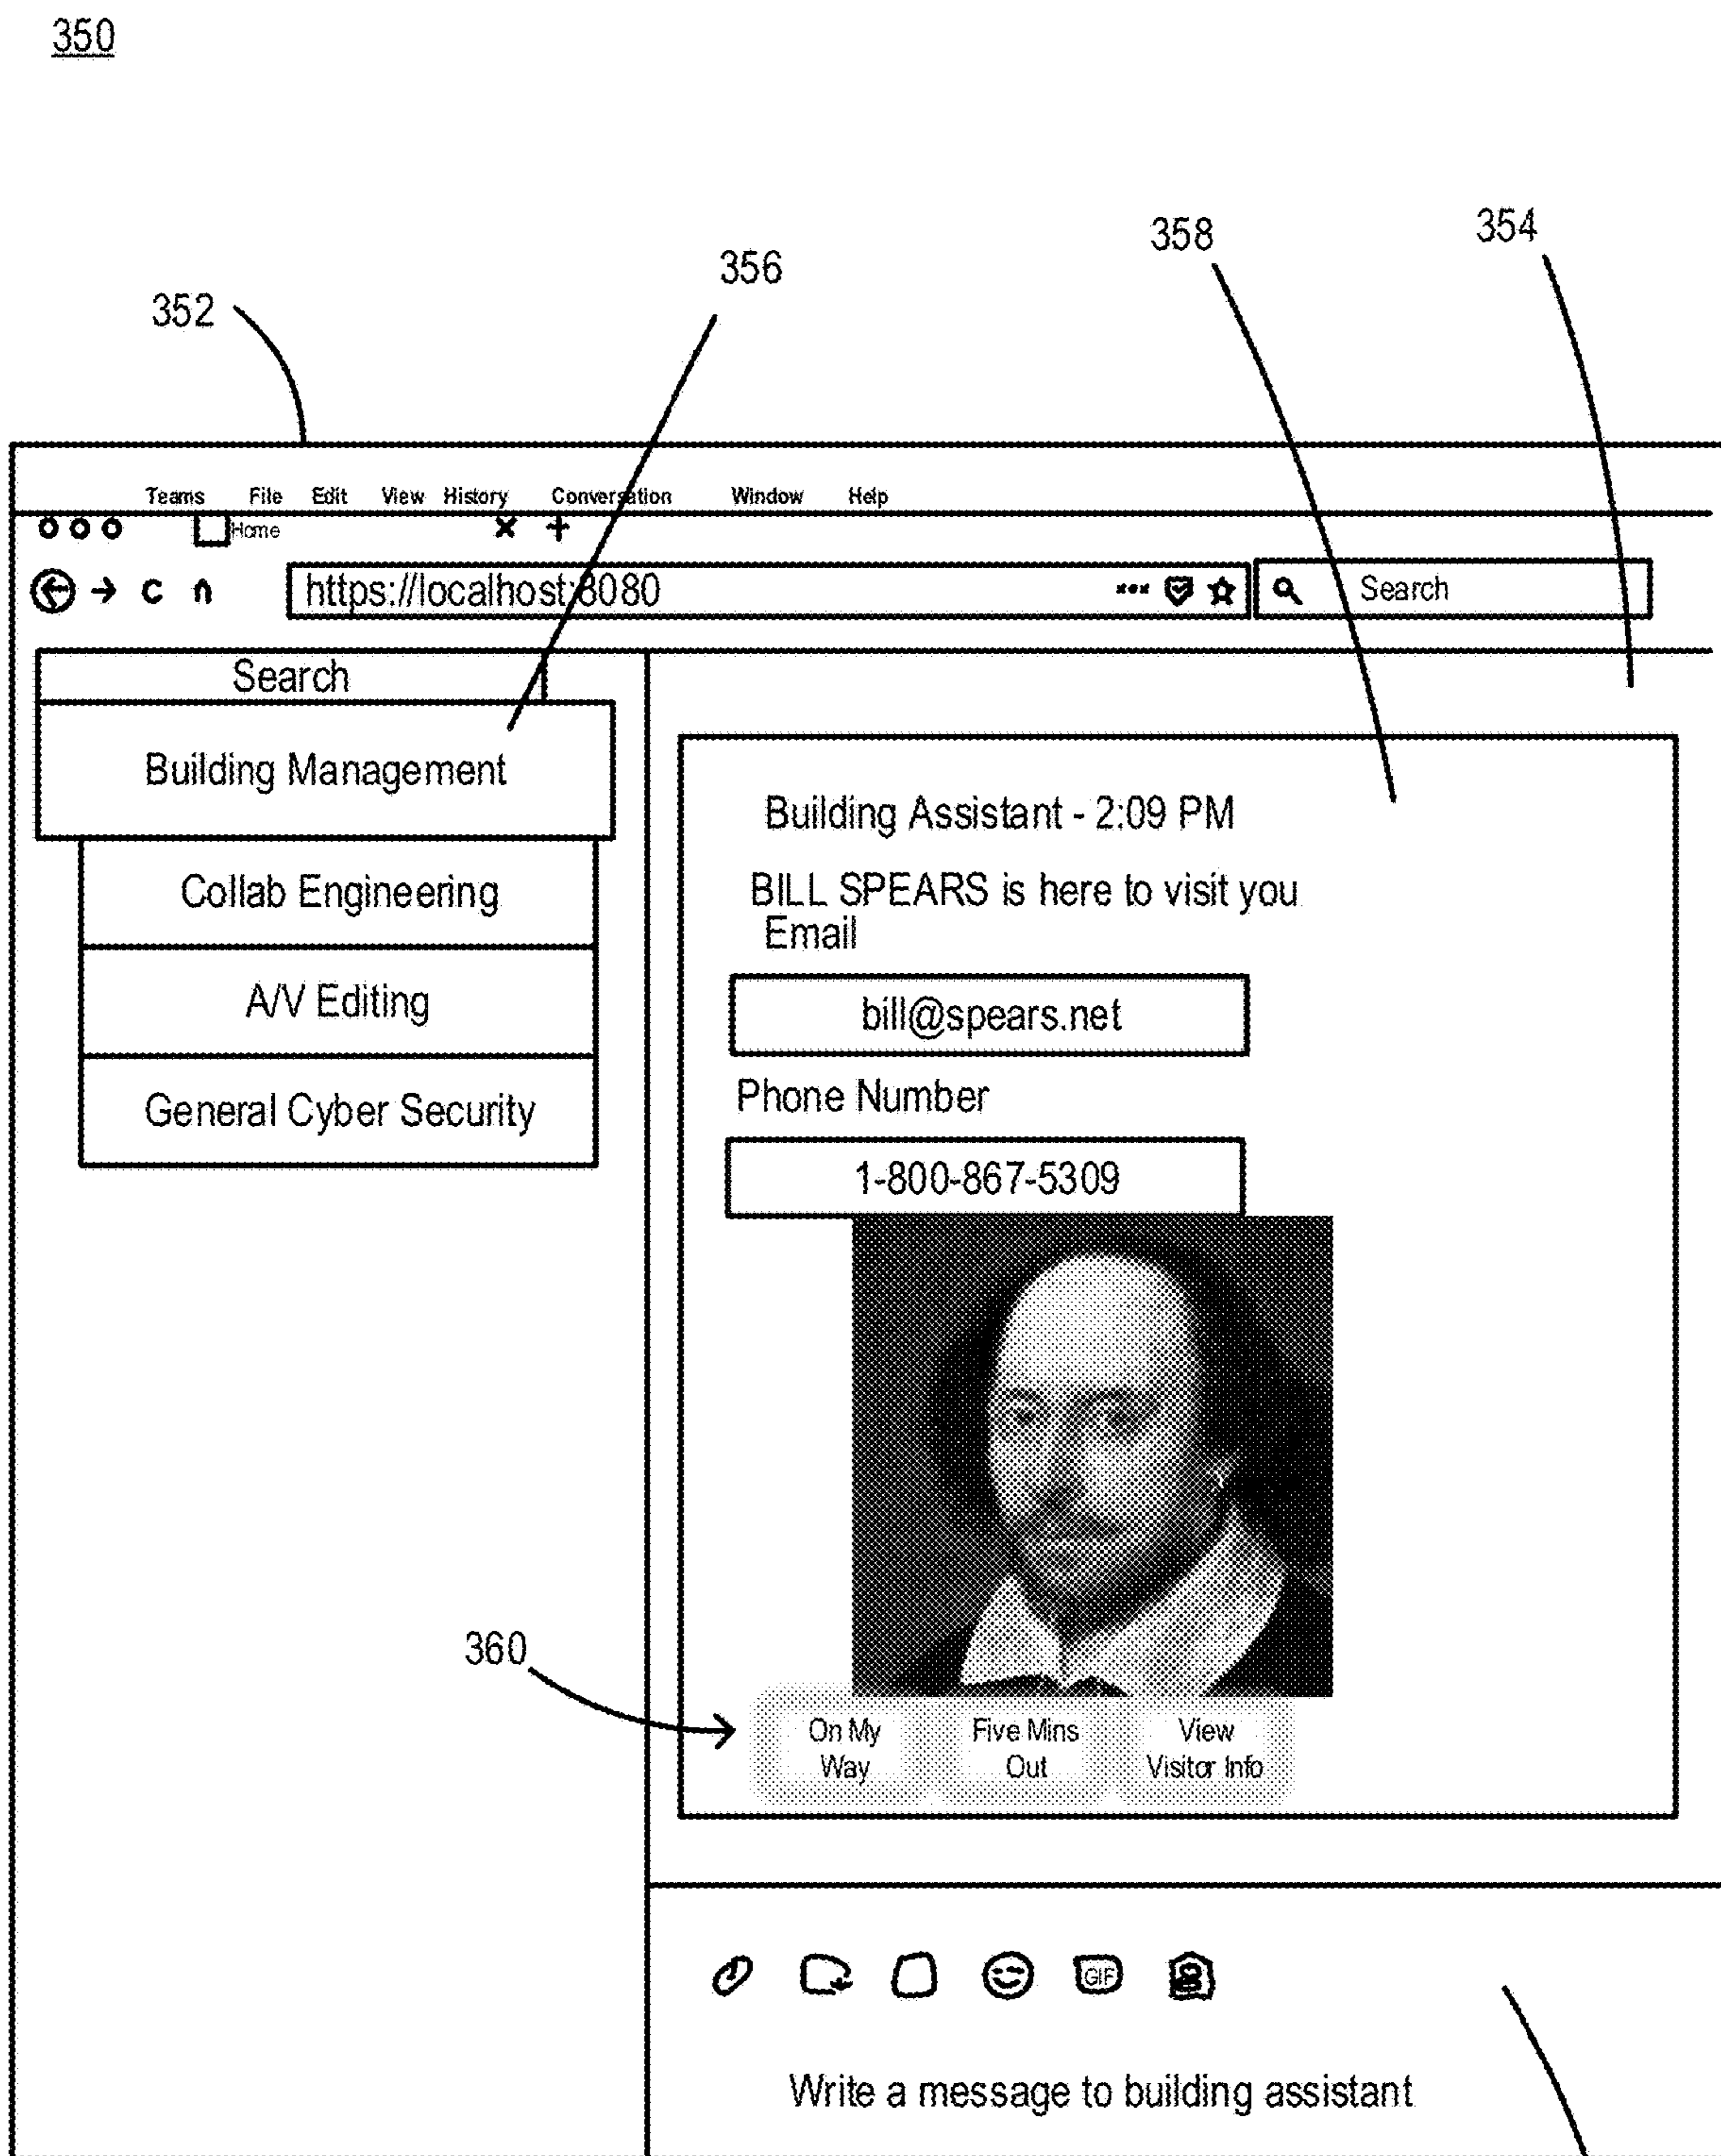 350
358
354
356
352
Teams File Edit View History Conversation Window Help
Home
https://localhost:8080
Search
Search
Building Management
Collab Engineering
A/V Editing
General Cyber Security
Building Assistant - 2:09 PM
BILL SPEARS is here to visit you
Email
bill@spears.net
Phone Number
1-800-867-5309
360
On My
Way
Five Mins
Out
View
Visitor Info
GIF
Write a message to building assistant